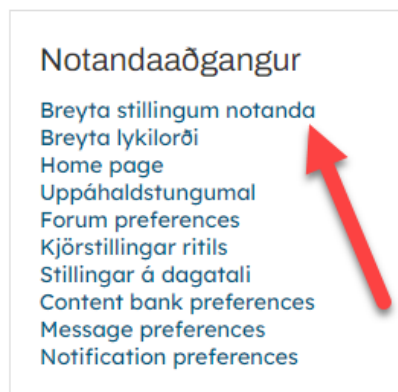 Notandaaðgangur
Breyta stillingum notanda
Breyta lykilorði
Home page
Uppáhaldstungumal
Forum preferences
Kjörstillingar ritils
Stillingar á dagatali
Content bank preferences
Message preferences
Notification preferences